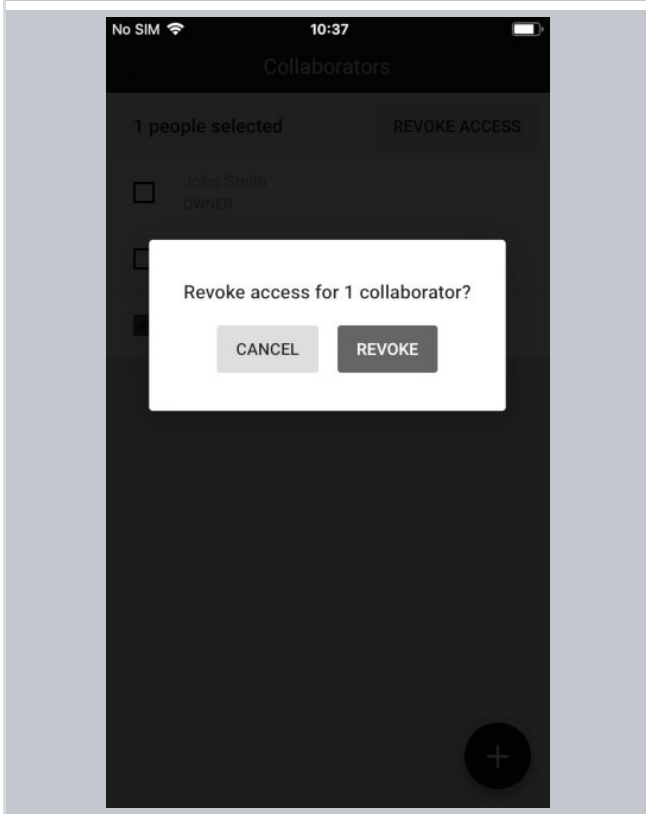 No SIM 10:37
Collaborators
1 people selected REVOKE ACCESS
John Smith
OWNER
Revoke access for 1 collaborator?
CANCEL REVOKE
+